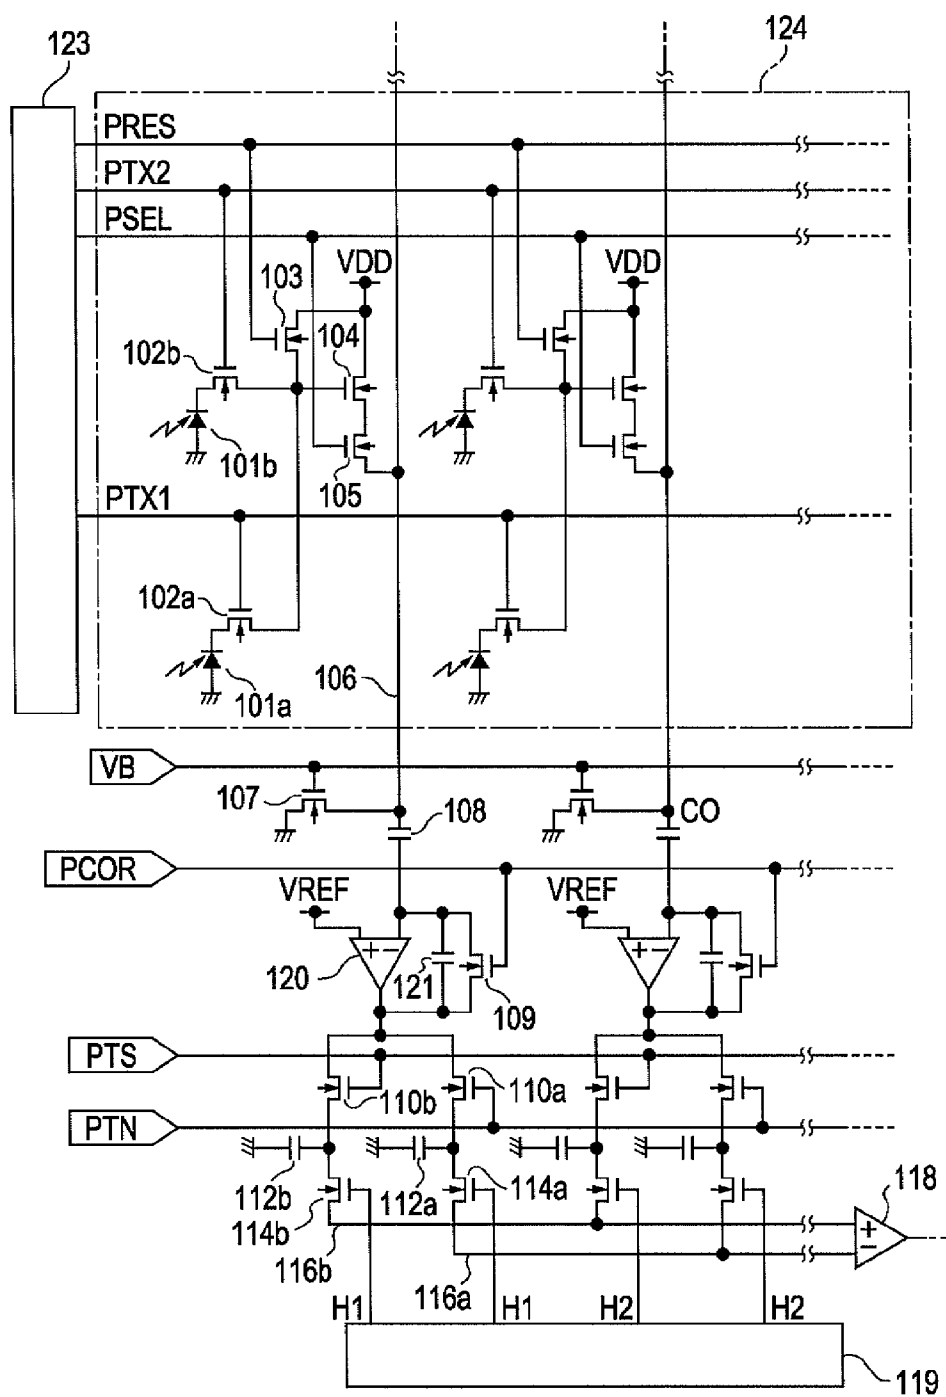 123
124
PRES
PTX2
PSEL
103
VDD
VDD
102b
104
101b
105
PTX1
102a
101a
106
VB
107
108
CO
PCOR
VREF
VREF
+ −
+ −
120
121
109
PTS
110b
110a
PTN
112b
112a
114a
118
114b
+
−
116b
116a
H1
H1
H2
H2
119